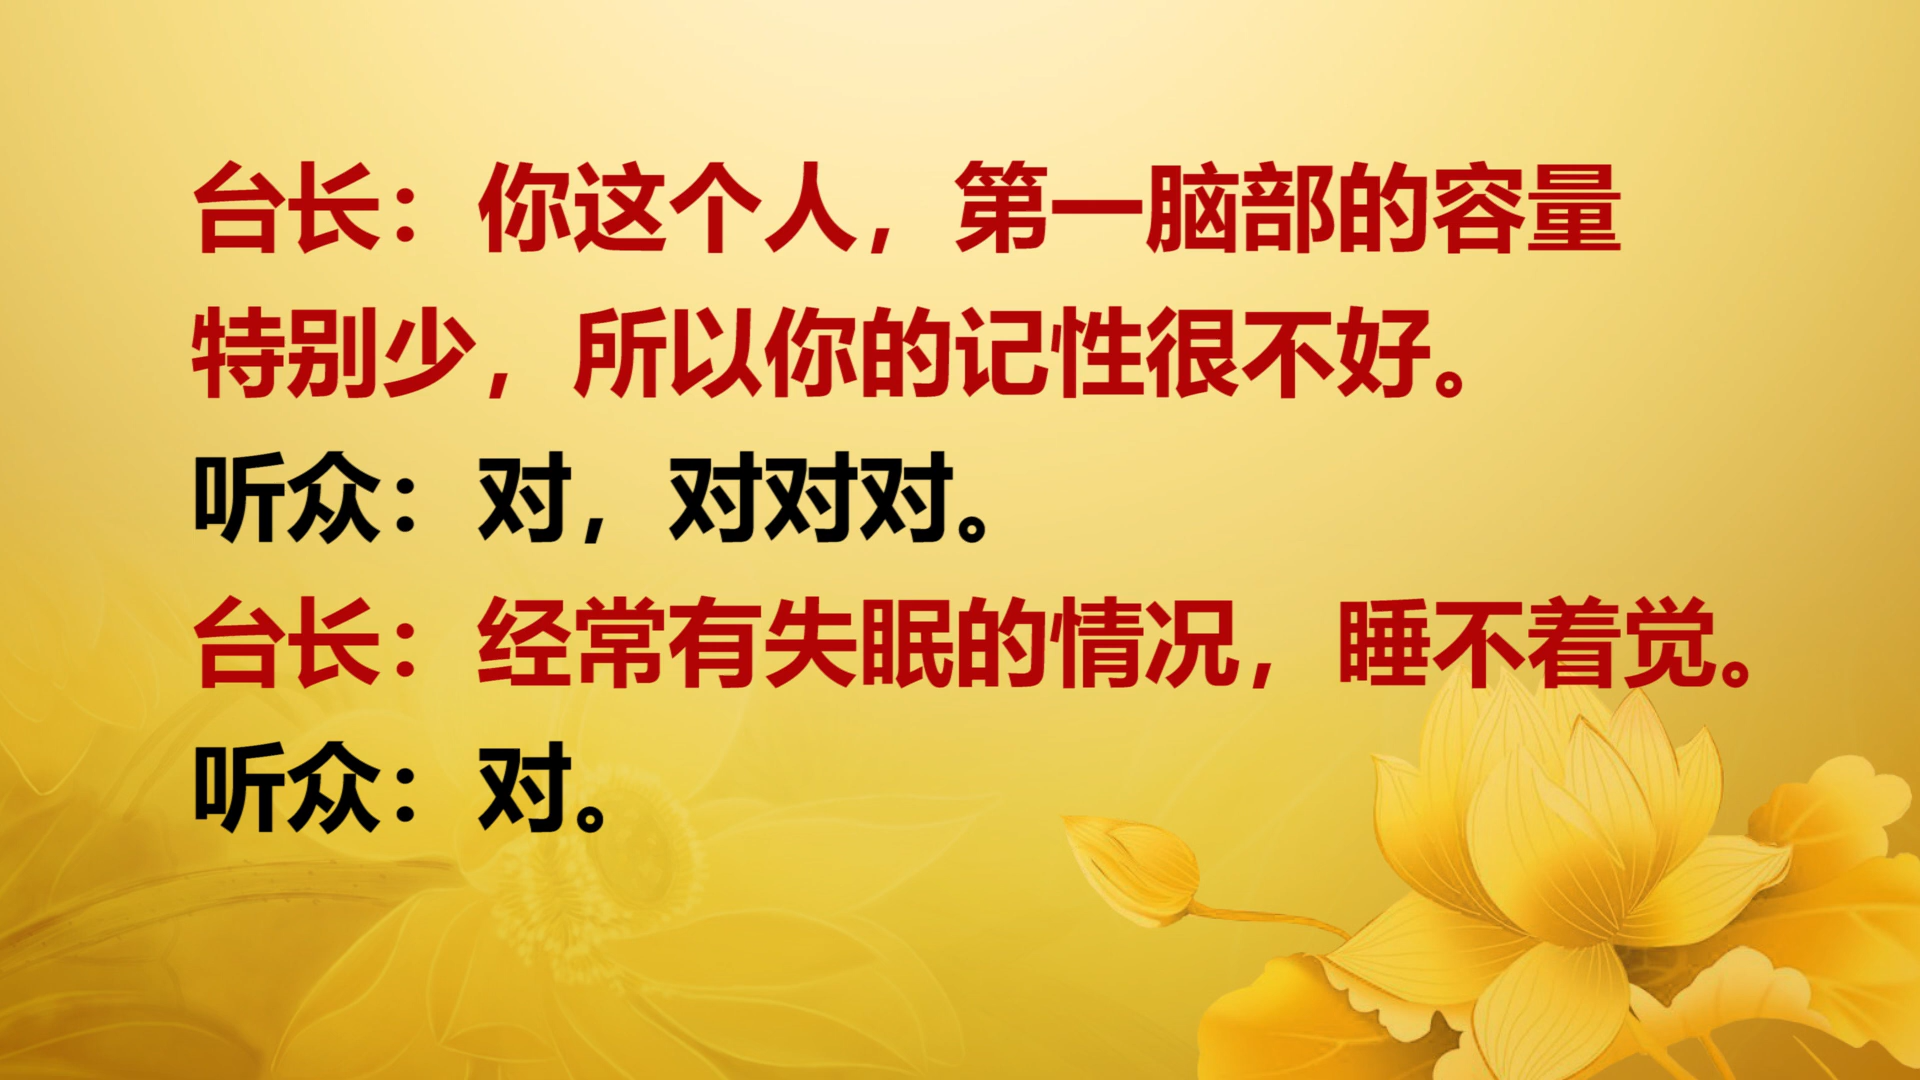 台长：你这个人，第一脑部的容量
特别少，所以你的记性很不好。
听众：对，对对对。
台长：经常有失眠的情况，睡不着觉。
听众：对。